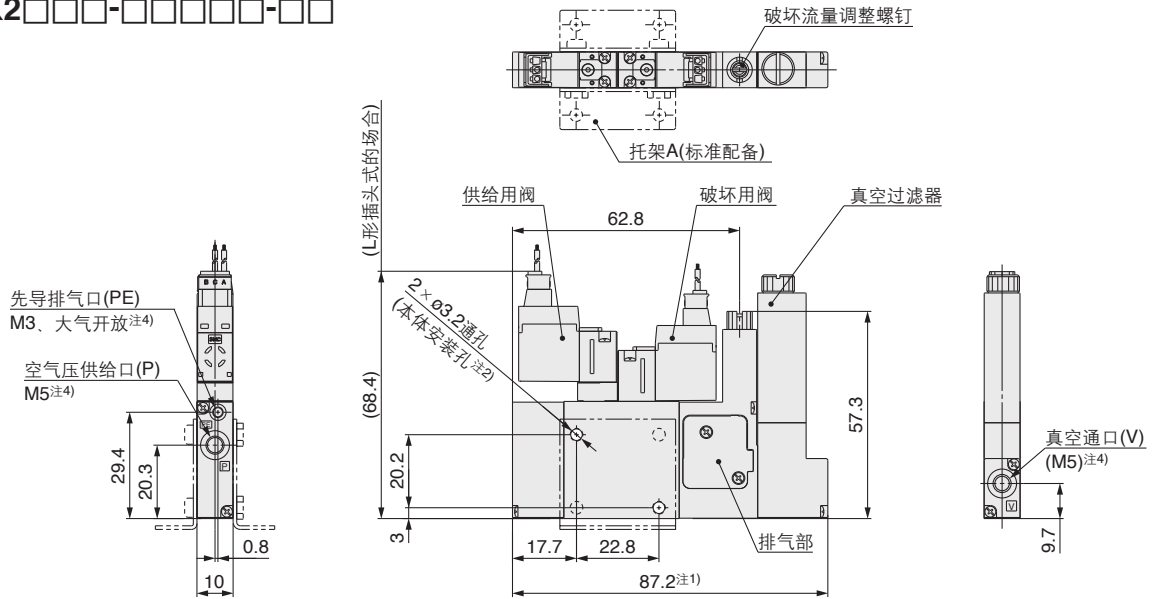 2□□□-□□□□□-□□
破坏流量调整螺钉
托架A(标准配备)
(L形插头式的场合)
供给用阀
破坏用阀
真空过滤器
62.8
先导排气口(PE)
M3、大气开放注4)
空气压供给口(P)
M5注4)
B C A
SMC
P
29.4
20.3
0.8
10
(68.4)
2×ø3.2通孔
(本体安装孔注2)
20.2
3
17.7
22.8
87.2注1)
57.3
排气部
真空通口(V)
(M5)注4)
V
9.7